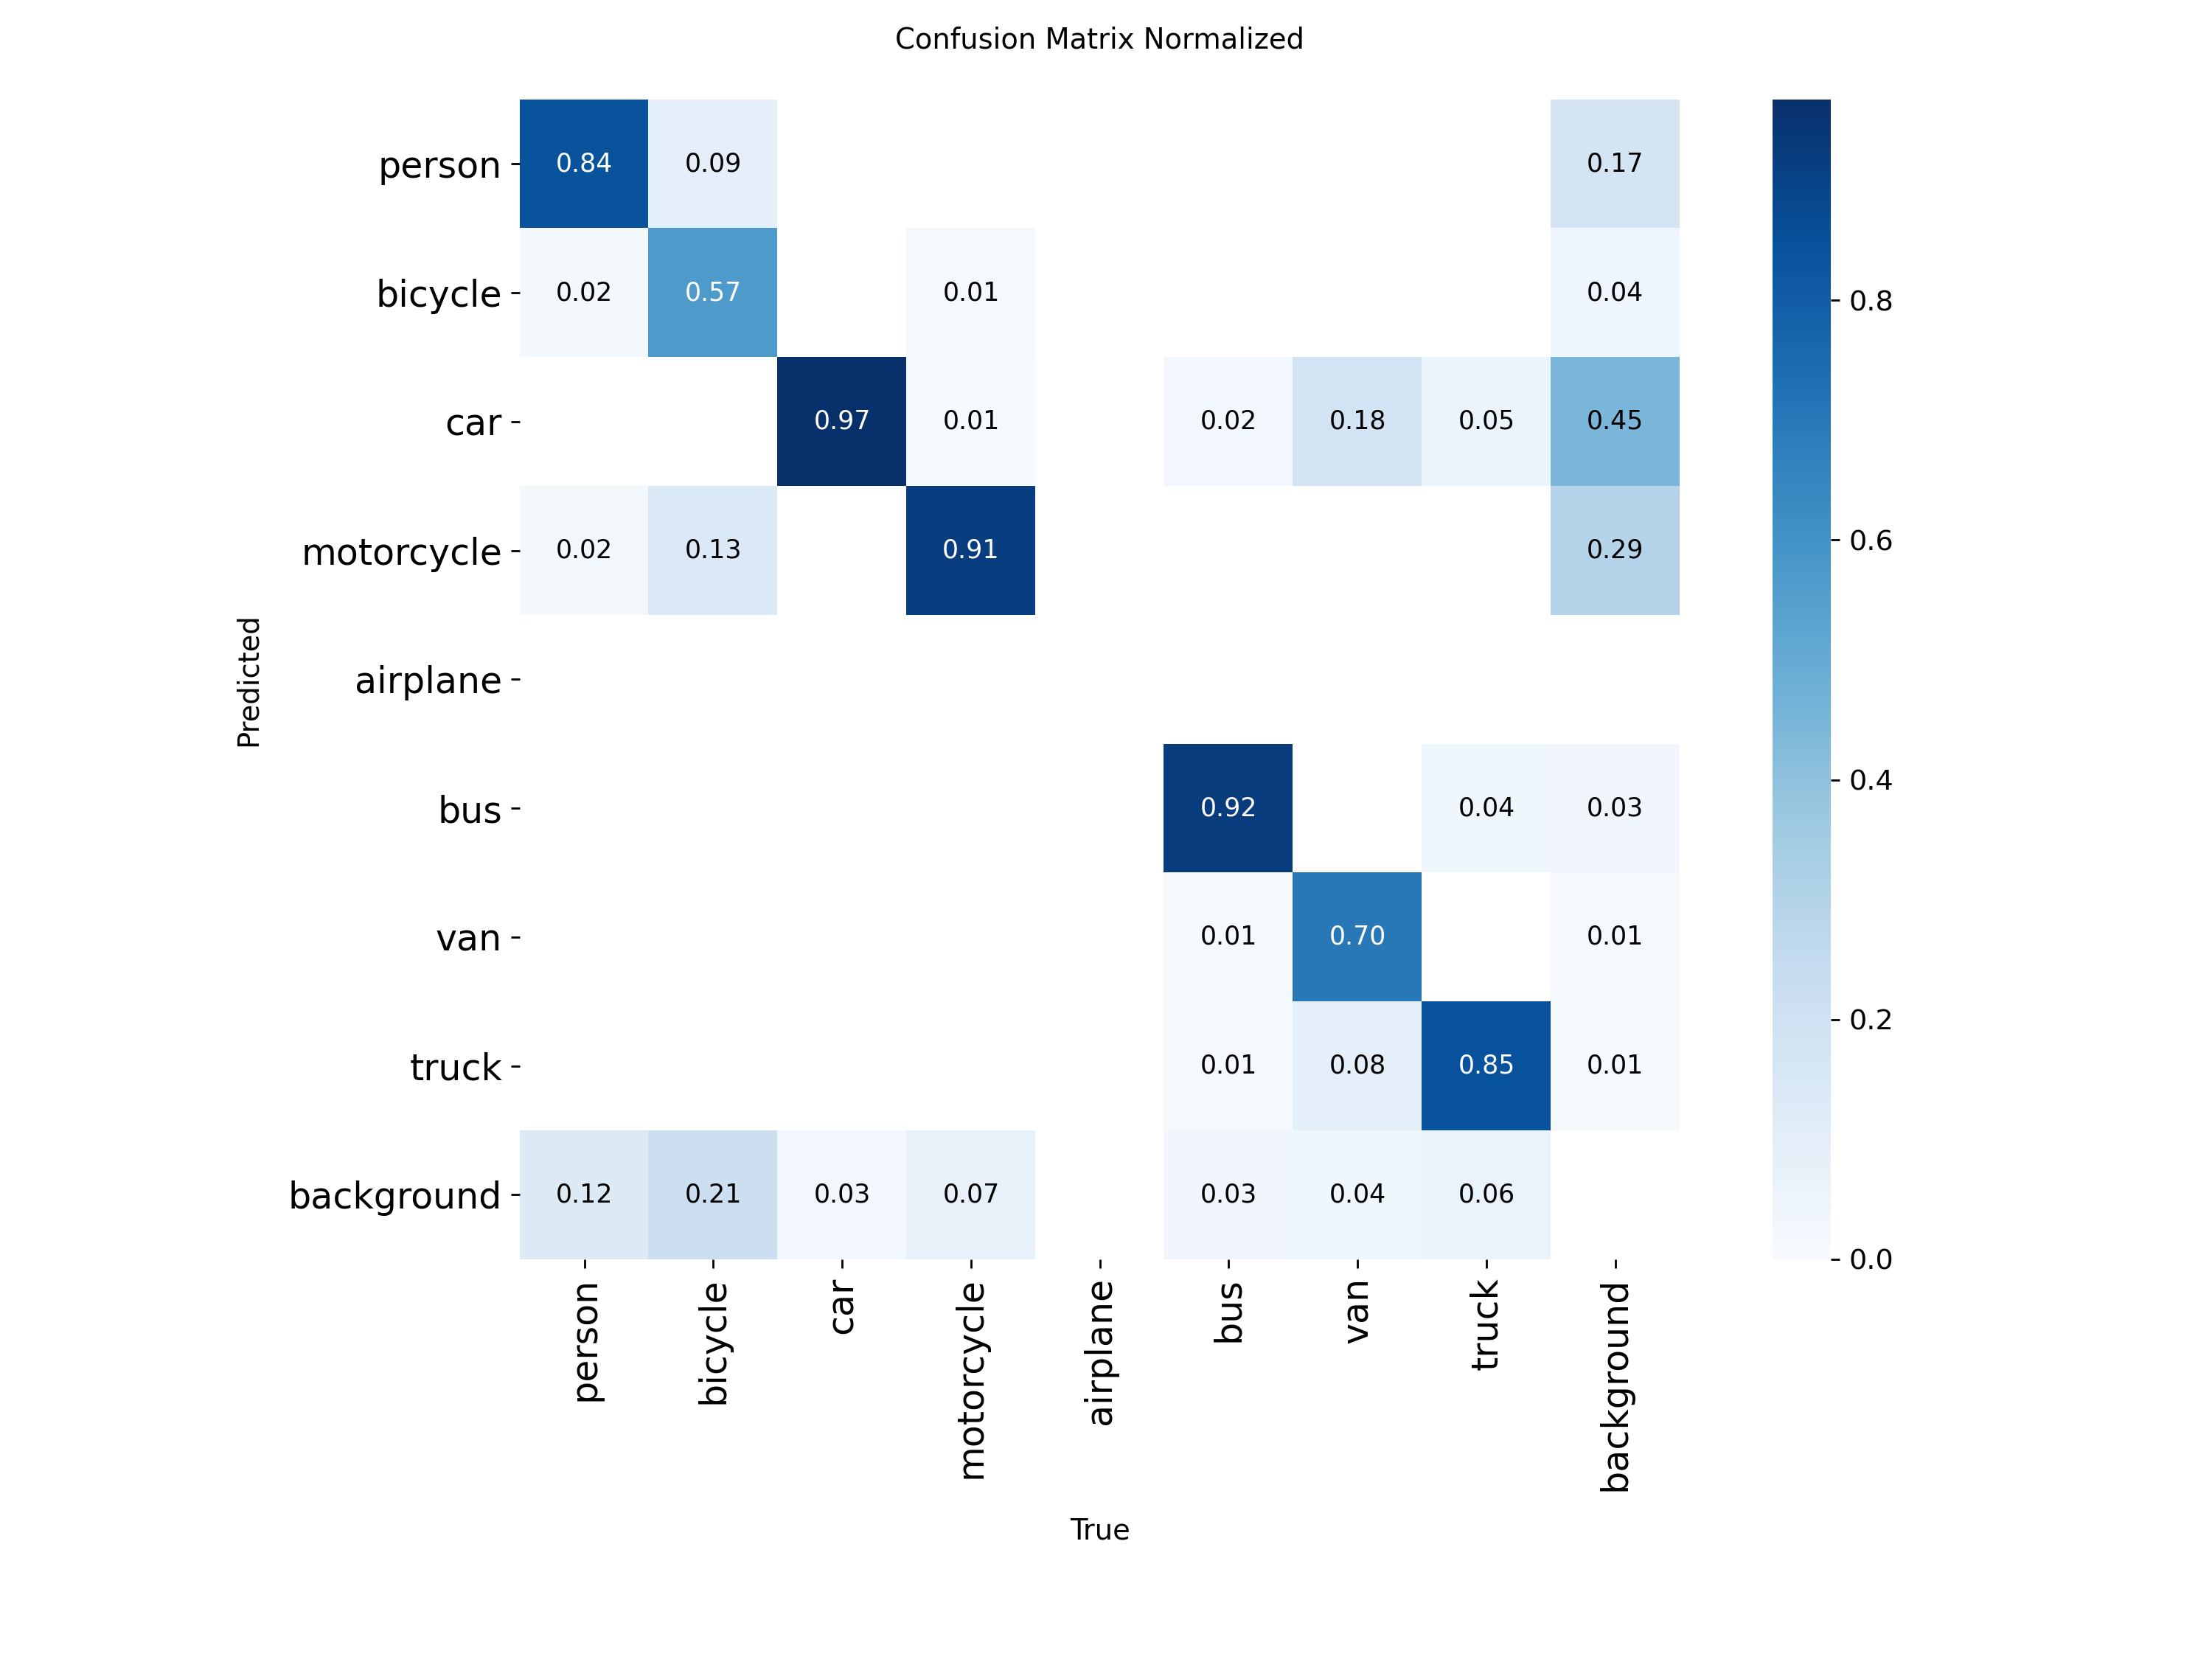 Confusion Matrix Normalized
person 0.84 0.09 0.17
bicycle 0.02 0.57 0.01 0.04 0.8
car 0.97 0.01 0.02 0.18 0.05 0.45
motorcycle 0.02 0.13 0.91 0.29 0.6
Predicted
airplane
bus 0.92 0.04 0.03 0.4
van 0.01 0.70 0.01
truck 0.01 0.08 0.85 0.01 0.2
background 0.12 0.21 0.03 0.07 0.03 0.04 0.06
0.0
person bicycle car motorcycle airplane bus van truck background
True